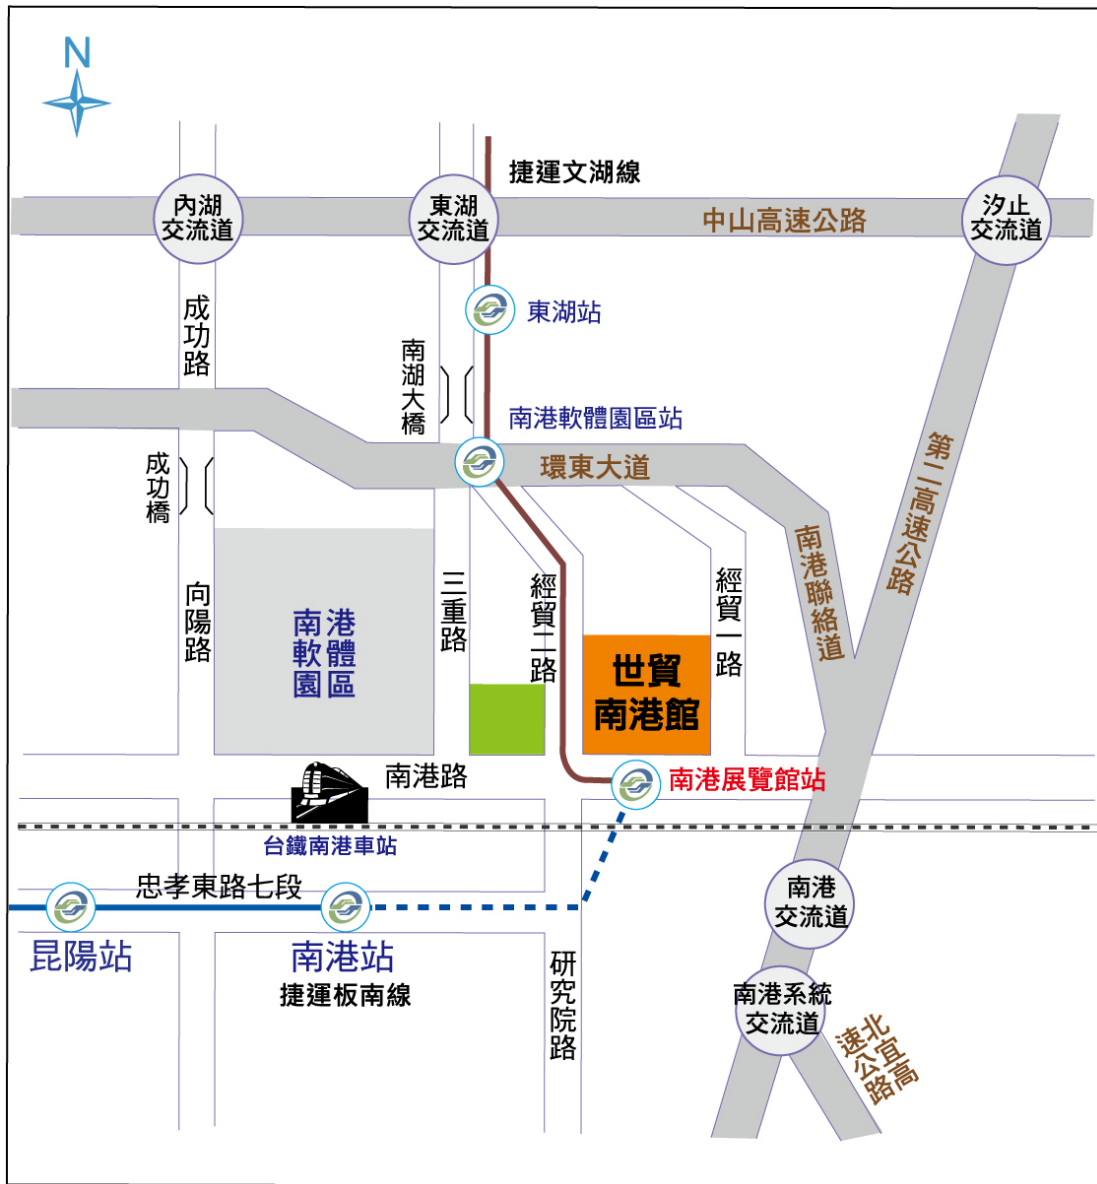 N
捷運文湖線
內湖
交流道
東湖
交流道
中山高速公路
汐止
交流道
成功路
東湖站
南湖大橋
南港軟體園區站
環東大道
第二高速公路
成功橋
南港聯絡道
向陽路
南港
軟體
園區
三重路
經貿二路
經貿一路
世貿
南港館
南港路
南港展覽館站
台鐵南港車站
忠孝東路七段
南港
交流道
昆陽站
南港站
捷運板南線
研究院路
南港系統
交流道
北宜高
速公路